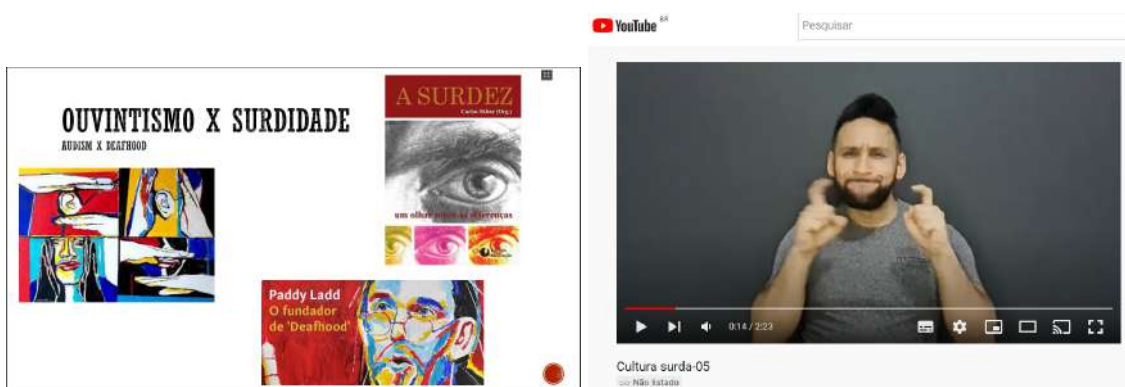 OUVINTISMO X SURDIDADE
AUDISM X DEAFHOOD
A SURDEZ
Carlos Skliar (Org.)
um olhar sobre as diferenças
Paddy Ladd
O fundador
de 'Deafhood'
YouTube BR
Pesquisar
0:14 / 2:23
Cultura surda-05
Não listado